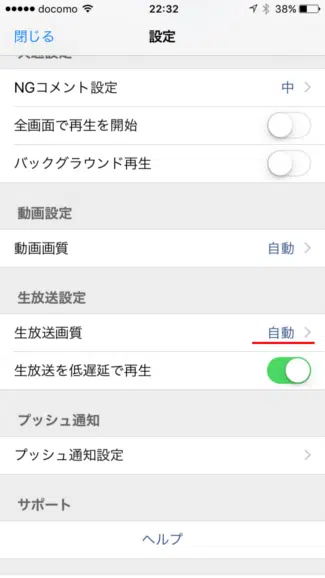 docomo 22:32 38%
閉じる 設定
共通設定
NGコメント設定 中
全画面で再生を開始
バックグラウンド再生
動画設定
動画画質 自動
生放送設定
生放送画質 自動
生放送を低遅延で再生
プッシュ通知
プッシュ通知設定
サポート
ヘルプ